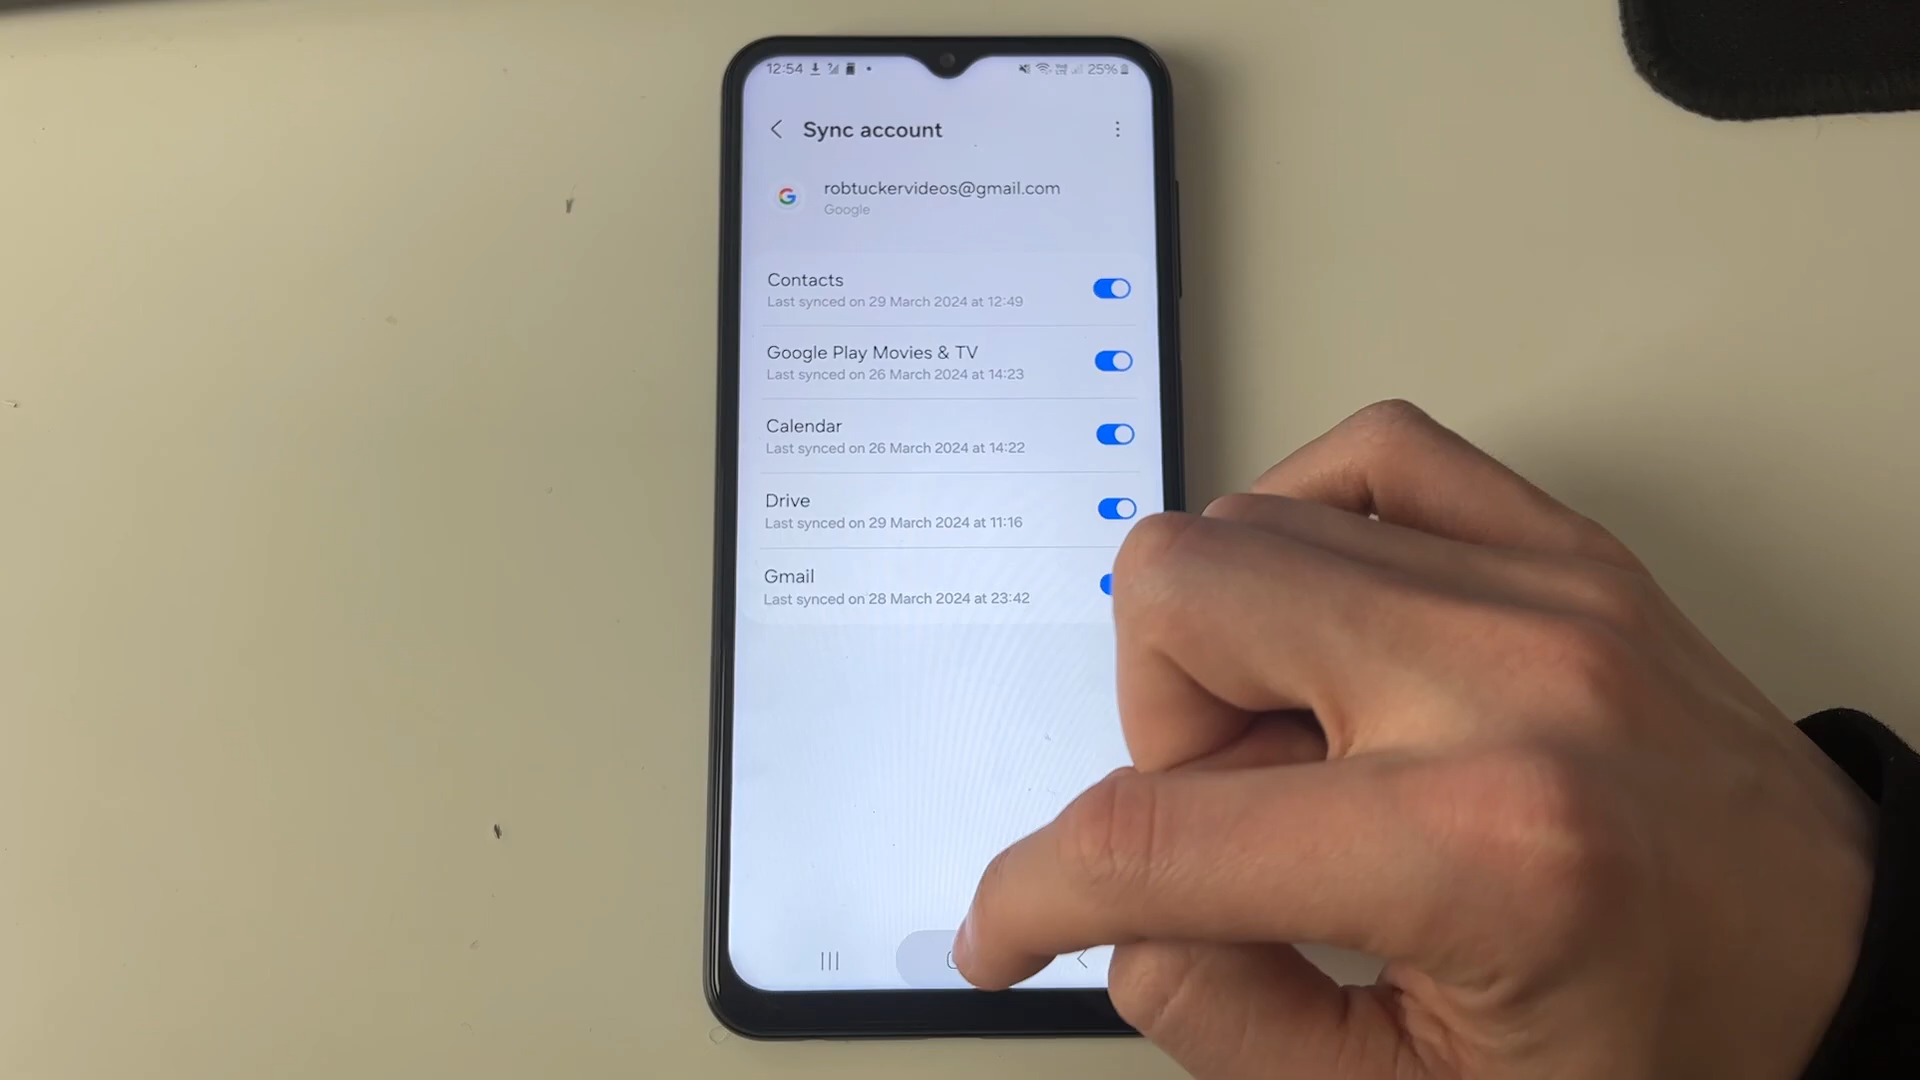 12:54 25%
Sync account
robtuckervideos@gmail.com
Google
Contacts
Last synced on 29 March 2024 at 12:49
Google Play Movies & TV
Last synced on 26 March 2024 at 14:23
Calendar
Last synced on 26 March 2024 at 14:22
Drive
Last synced on 29 March 2024 at 11:16
Gmail
Last synced on 28 March 2024 at 23:42